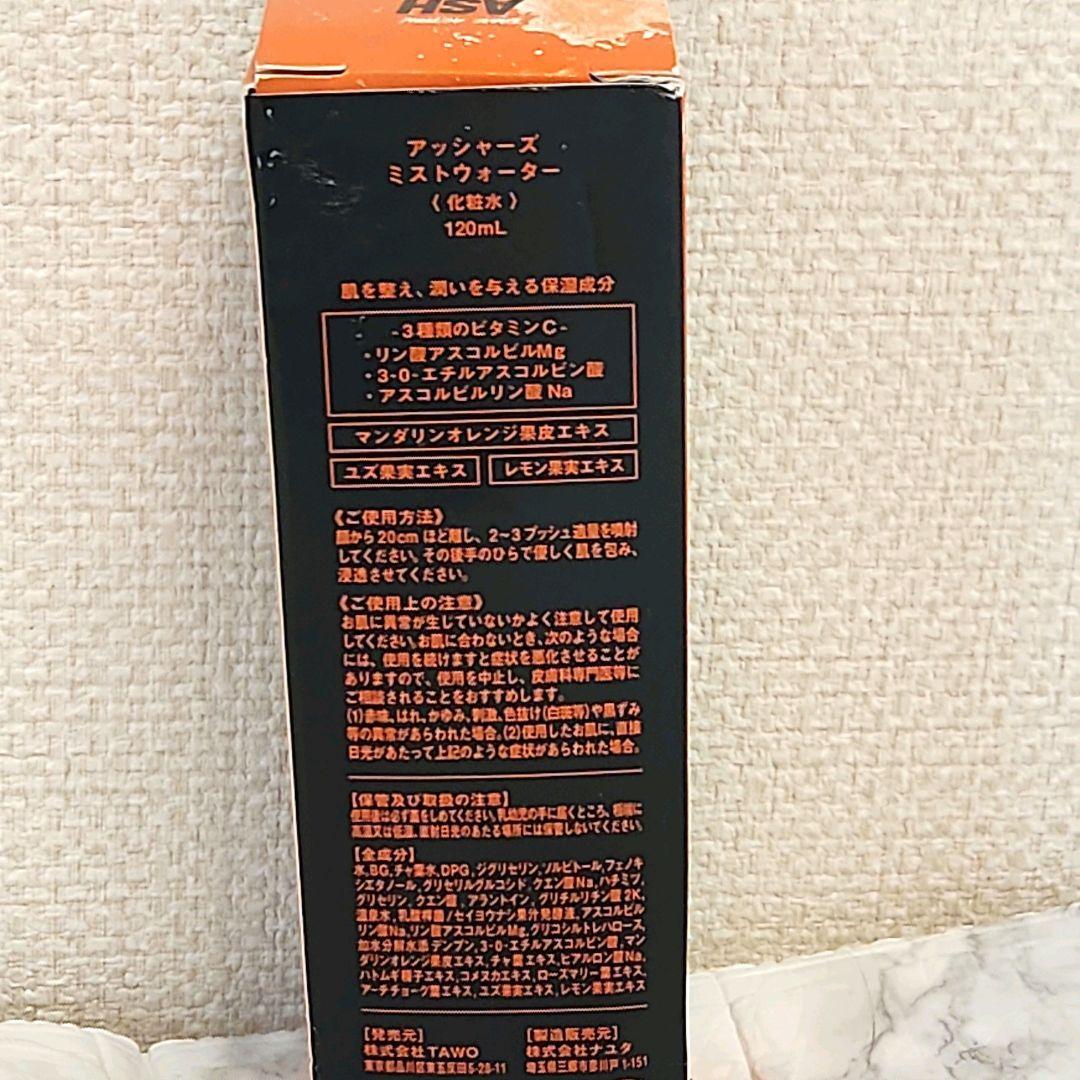 ASH
アッシャーズ
ミストウォーター
《 化粧水 》
120mL
肌を整え、潤いを与える保湿成分
-3種類のビタミンC-
・リン酸アスコルビルMg
・3-O-エチルアスコルビン酸
・アスコルビルリン酸Na
マンダリンオレンジ果皮エキス
ユズ果実エキス
レモン果実エキス
《ご使用方法》
顔から20cmほど離し、2~3プッシュ適量を噴射
してください。その後手のひらで優しく肌を包み、
浸透させてください。
《ご使用上の注意》
お肌に異常が生じていないかよく注意して使用
してください。お肌に合わないとき、次のような場合
には、使用を続けますと症状を悪化させることが
ありますので、使用を中止し、皮膚科専門医等に
ご相談されることをおすすめします。
(1)赤味、はれ、かゆみ、刺激、色抜け(白斑等)や黒ずみ
等の異常があらわれた場合。(2)使用したお肌に、直接
日光があたって上記のような症状があらわれた場合。
【保管及び取扱の注意】
使用後は必ず蓋をしめてください。乳幼児の手に届くところ、極端に
高温又は低温、直射日光のあたる場所には保管しないでください。
【全成分】
水,BG,チャ葉水,DPG,ジグリセリン,ソルビトール,フェノキ
シエタノール,グリセリルグルコシド,クエン酸Na,ハチミツ,
グリセリン,クエン酸,アラントイン,グリチルリチン酸2K,
温泉水,乳酸桿菌/セイヨウナシ果汁発酵液,アスコルビル
リン酸Na,リン酸アスコルビルMg,グリコシルトレハロース,
加水分解水添デンプン,3-O-エチルアスコルビン酸,マン
ダリンオレンジ果皮エキス,チャ葉エキス,ヒアルロン酸Na,
ハトムギ種子エキス,コメヌカエキス,ローズマリー葉エキス,
アーチチョーク葉エキス,ユズ果実エキス,レモン果実エキス
【発売元】
株式会社TAWO
東京都品川区東五反田5-28-11
【製造販売元】
株式会社ナユタ
埼玉県三郷市彦川戸1-151